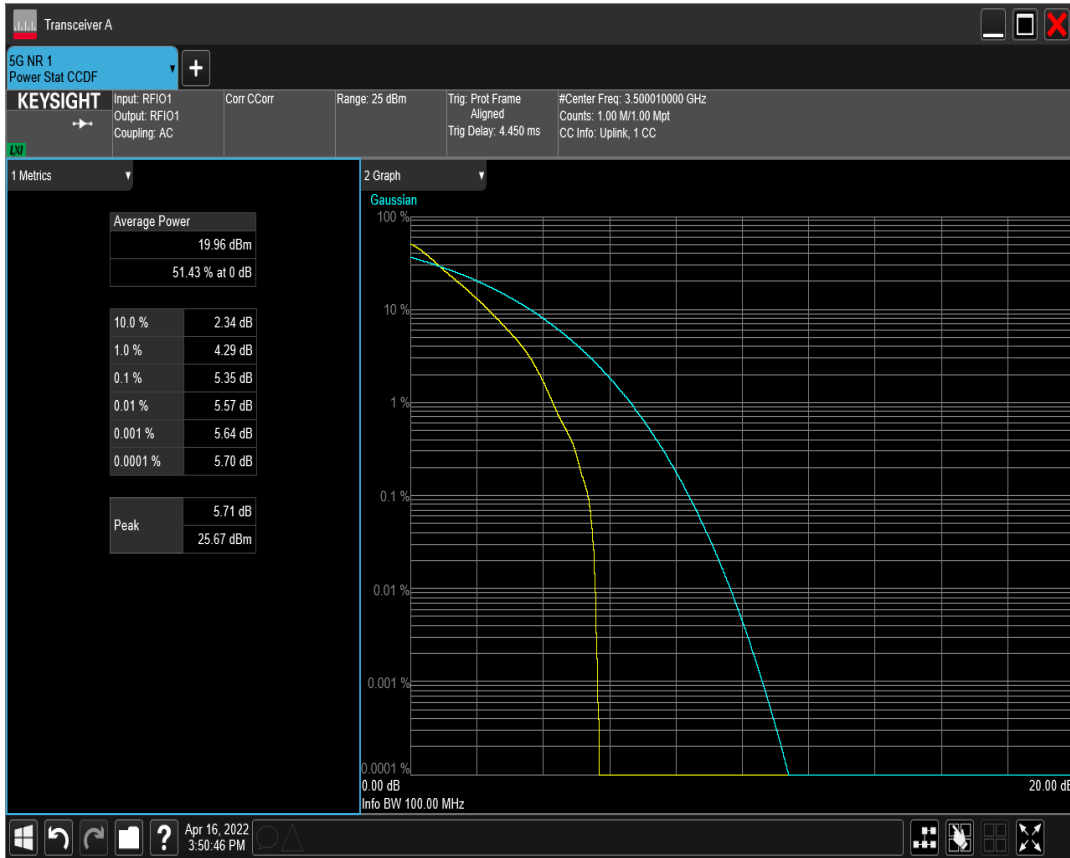 Transceiver A
5G NR 1
Power Stat CCDF
+
KEYSIGHT
LXI
Input: RFIO1
Output: RFIO1
Coupling: AC
Corr CCorr
Range: 25 dBm
Trig: Prot Frame
Aligned
Trig Delay: 4.450 ms
#Center Freq: 3.500010000 GHz
Counts: 1.00 M/1.00 Mpt
CC Info: Uplink, 1 CC
1 Metrics
Average Power
19.96 dBm
51.43 % at 0 dB
10.0 % 2.34 dB
1.0 % 4.29 dB
0.1 % 5.35 dB
0.01 % 5.57 dB
0.001 % 5.64 dB
0.0001 % 5.70 dB
Peak
5.71 dB
25.67 dBm
2 Graph
Gaussian
100 %
10 %
1 %
0.1 %
0.01 %
0.001 %
0.0001 %
0.00 dB 20.00 dB
Info BW 100.00 MHz
?
Apr 16, 2022
3:50:46 PM